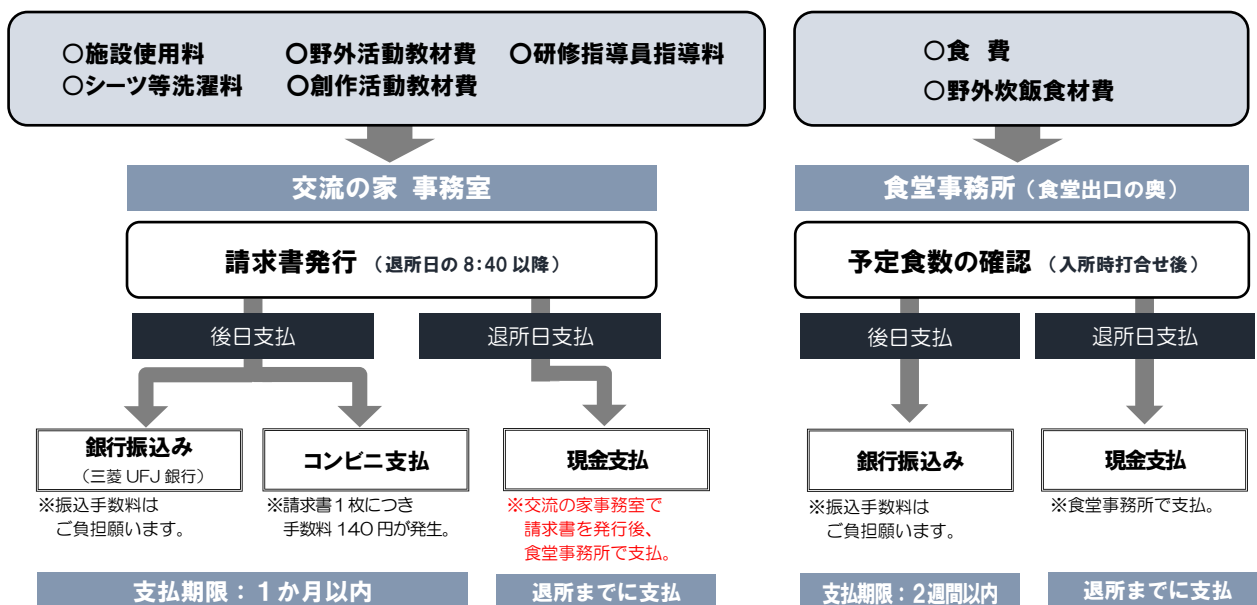 ○施設使用料 ○野外活動教材費 ○研修指導員指導料
○シーツ等洗濯料 ○創作活動教材費
交流の家 事務室
請求書発行 (退所日の 8:40 以降)
後日支払 退所日支払
銀行振込み
(三菱 UFJ 銀行)
※振込手数料は
ご負担願います。
コンビニ支払
※請求書1枚につき
手数料 140 円が発生。
現金支払
※交流の家事務室で
請求書を発行後、
食堂事務所で支払。
支払期限:1か月以内
退所までに支払
○食 費
○野外炊飯食材費
食堂事務所(食堂出口の奥)
予定食数の確認 (入所時打合せ後)
後日支払 退所日支払
銀行振込み
※振込手数料は
ご負担願います。
現金支払
※食堂事務所で支払。
支払期限:2週間以内
退所までに支払